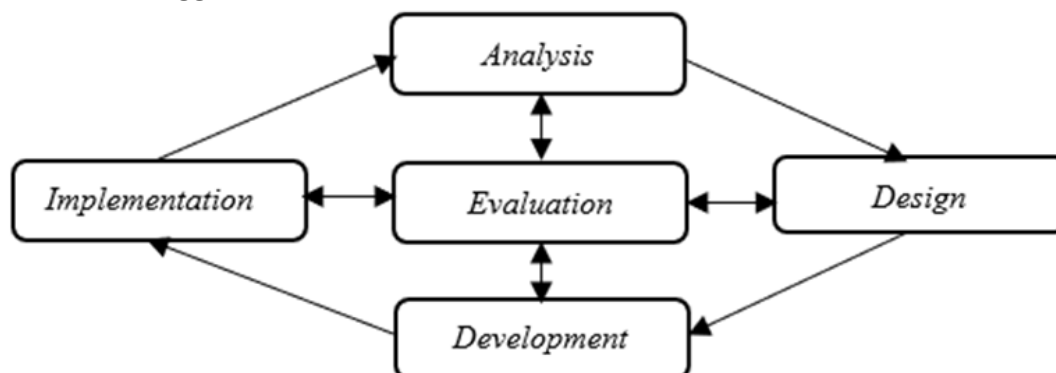 Analysis
Implementation
Evaluation
Design
Development